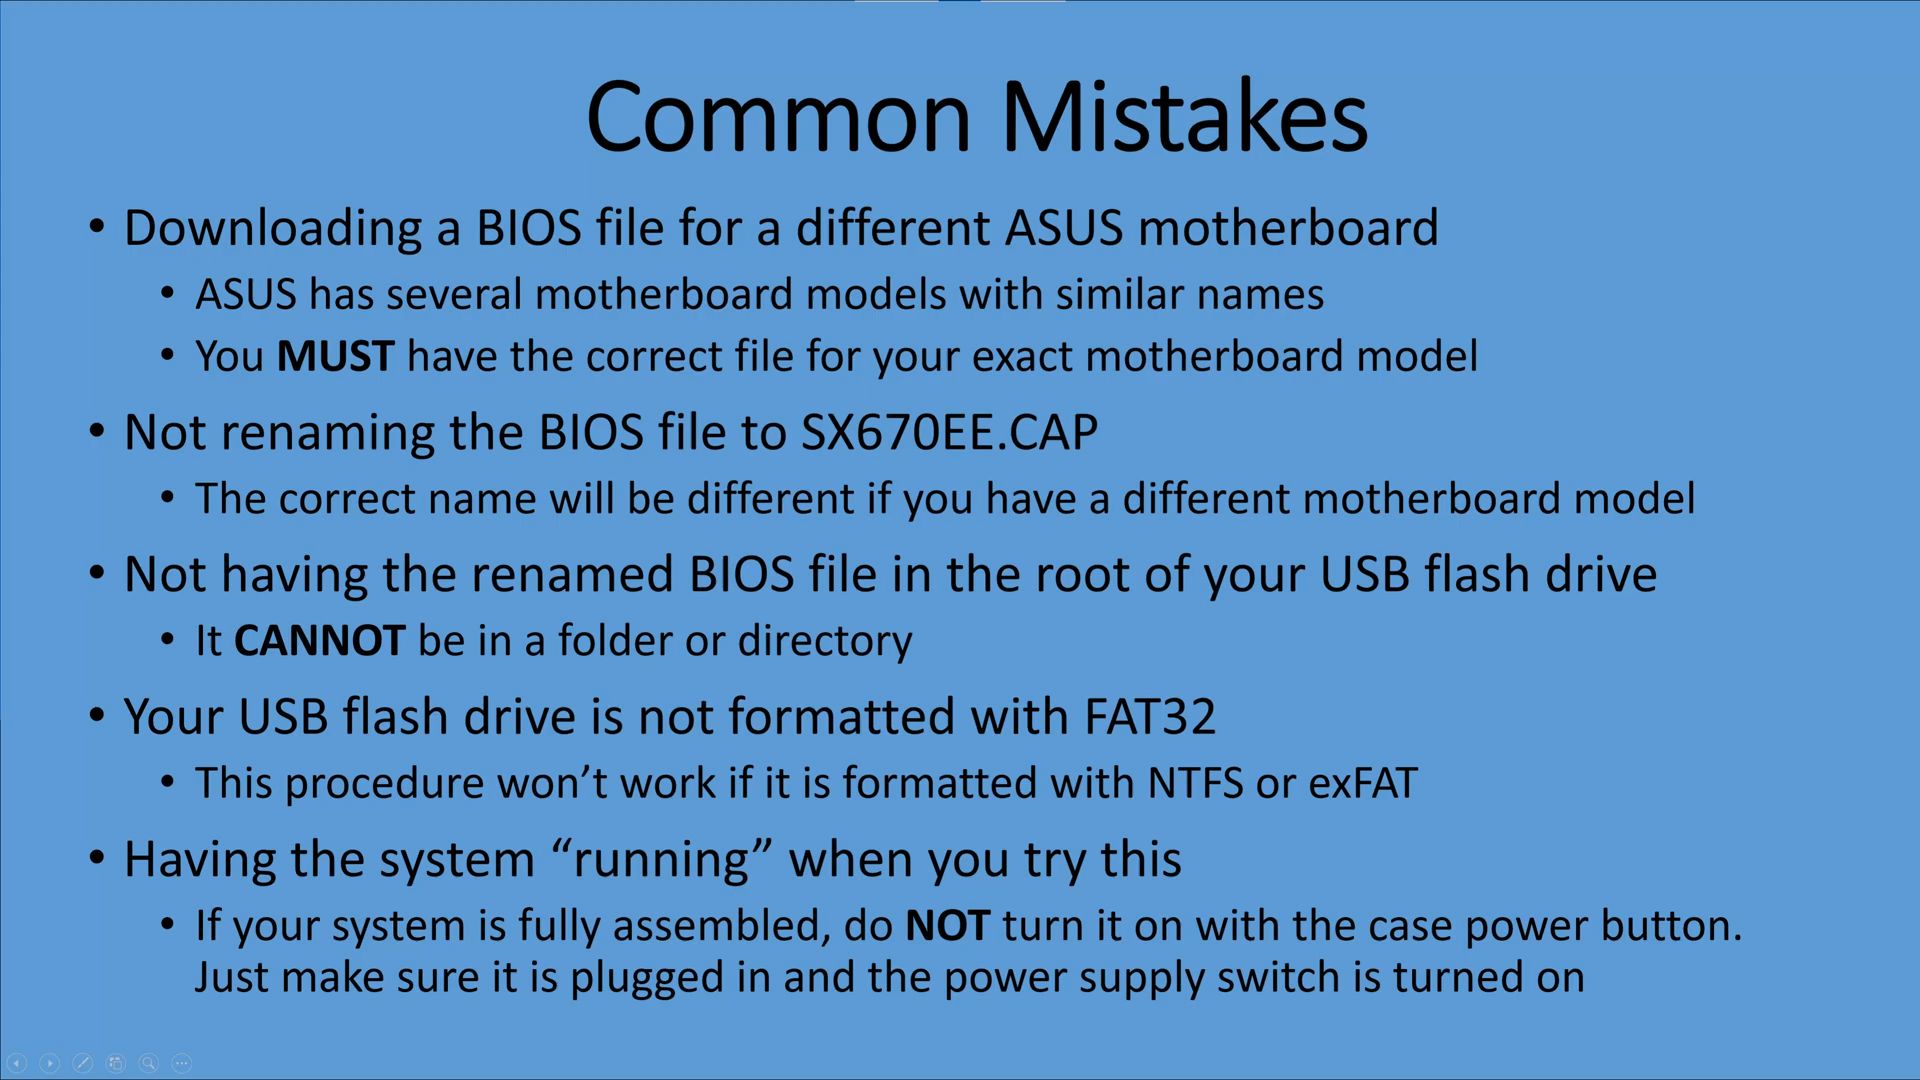 Common Mistakes
• Downloading a BIOS file for a different ASUS motherboard
• ASUS has several motherboard models with similar names
• You MUST have the correct file for your exact motherboard model
• Not renaming the BIOS file to SX670EE.CAP
• The correct name will be different if you have a different motherboard model
• Not having the renamed BIOS file in the root of your USB flash drive
• It CANNOT be in a folder or directory
• Your USB flash drive is not formatted with FAT32
• This procedure won’t work if it is formatted with NTFS or exFAT
• Having the system “running” when you try this
• If your system is fully assembled, do NOT turn it on with the case power button.
Just make sure it is plugged in and the power supply switch is turned on